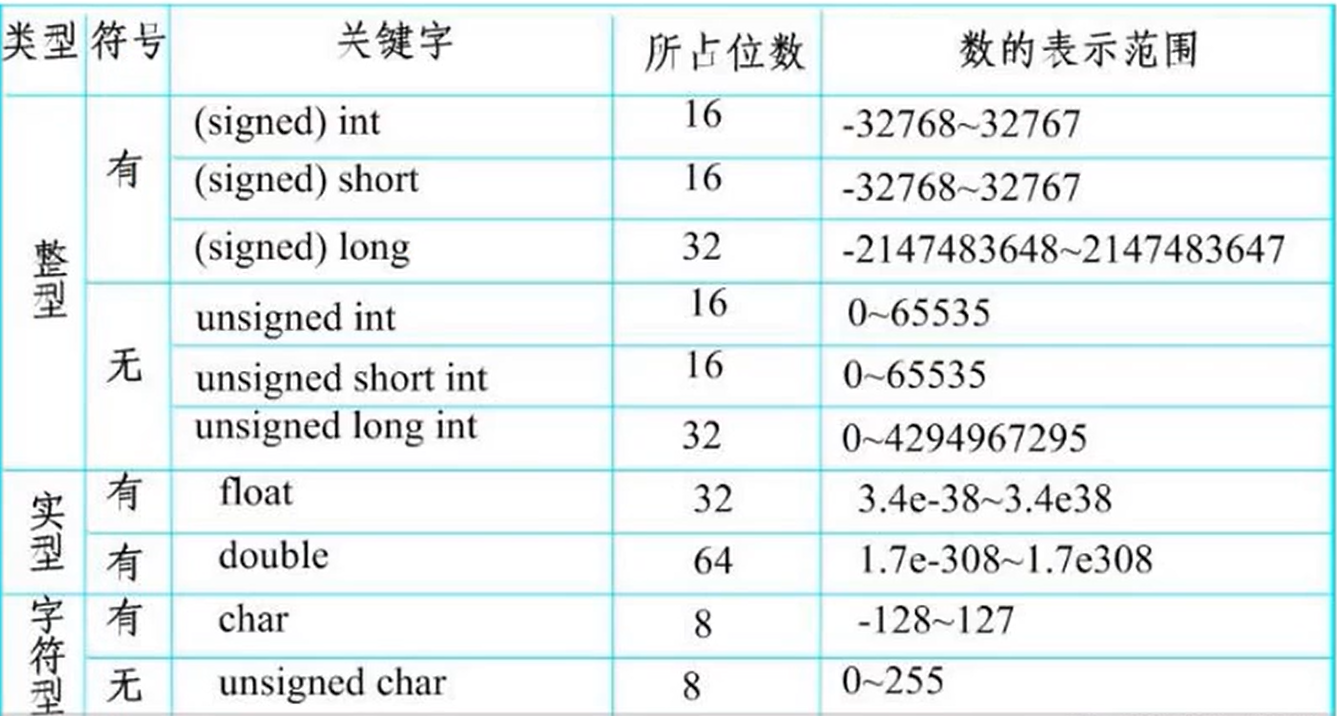 类型 符号 关键字 所占位数 数的表示范围
整型 有 (signed) int 16 -32768~32767
(signed) short 16 -32768~32767
(signed) long 32 -2147483648~2147483647
无 unsigned int 16 0~65535
unsigned short int 16 0~65535
unsigned long int 32 0~4294967295
实型 有 float 32 3.4e-38~3.4e38
有 double 64 1.7e-308~1.7e308
字符型 有 char 8 -128~127
无 unsigned char 8 0~255